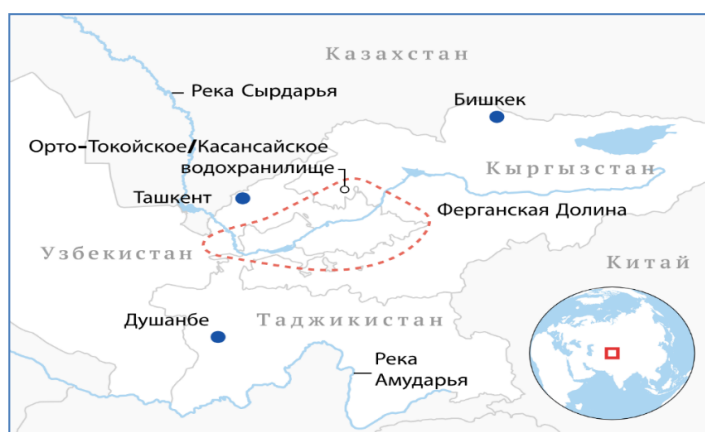 Казахстан
Река Сырдарья
Бишкек
Орто-Токойское/Касансайское
водохранилище
Кыргызстан
Ташкент
Ферганская Долина
Узбекистан
Китай
Душанбе
Таджикистан
Река
Амударья